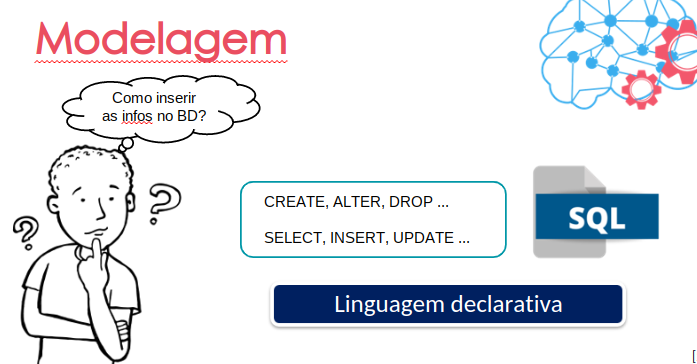 Modelagem
Como inserir
as infos no BD?
CREATE, ALTER, DROP ...
SELECT, INSERT, UPDATE ...
SQL
Linguagem declarativa